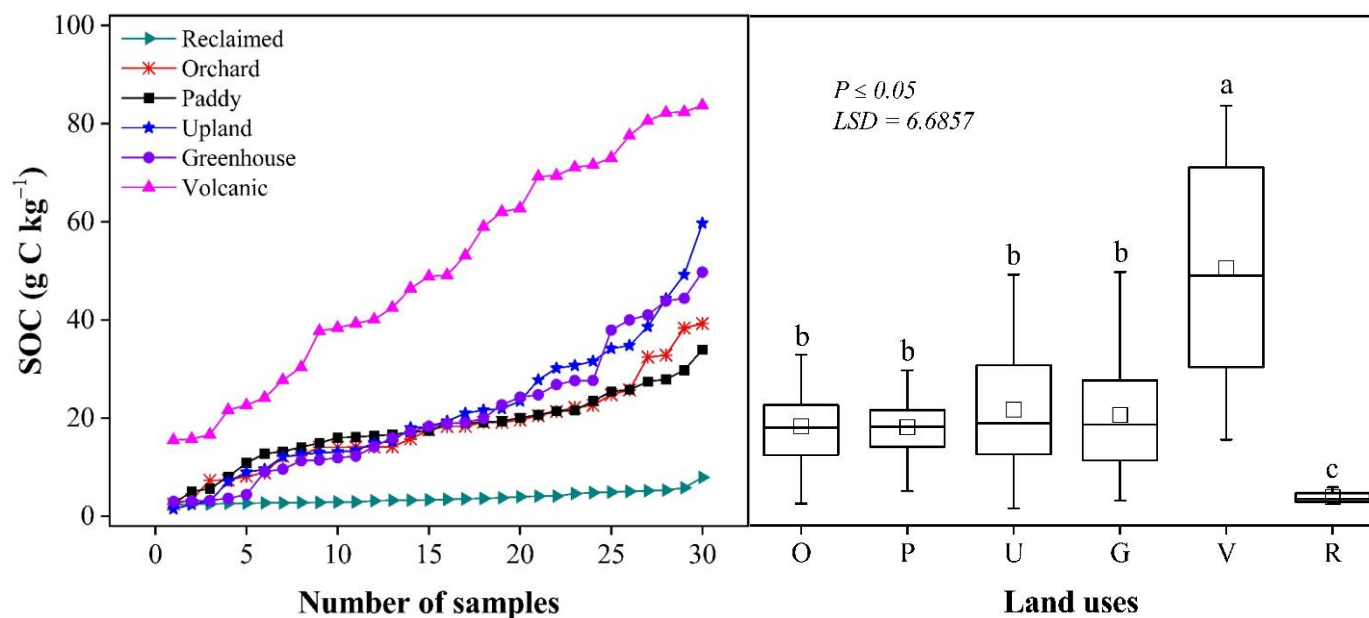 SOC (g C kg⁻¹)
100
80
60
40
20
0
Reclaimed
Orchard
Paddy
Upland
Greenhouse
Volcanic
0 5 10 15 20 25 30
Number of samples
P ≤ 0.05
LSD = 6.6857
b b b b a c
O P U G V R
Land uses